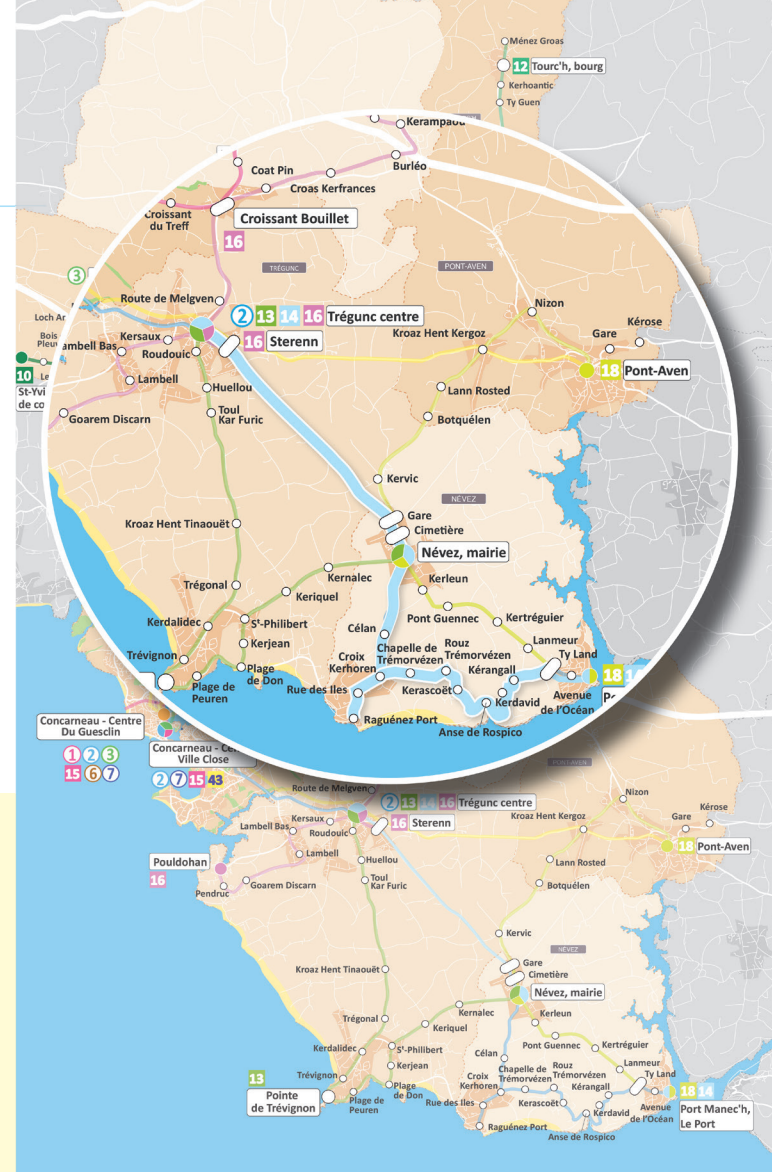 Ménez Groas
12 Tourc'h, bourg
Kerhoantic
Ty Guen
Burléo
Coat Pin
Croas Kerfrances
Croissant
du Treff
Croissant Bouillet
16
TRÉGUNC
PONT-AVEN
3
Route de Melgven
2 13 14 16 Trégunc centre
16 Sterenn
Nizon
Kroaz Hent Kergoz
Gare
Kérose
18 Pont-Aven
Kersaux
Roudouic
Lambell
Huellou
Toul
Kar Furic
Goarem Discarn
10
Lann Rosted
Botquélen
Kervic
NÉVEZ
Gare
Cimetière
Névez, mairie
Kroaz Hent Tinaouët
Trégonal
Kernalec
Keriquel
Kerleun
Kerdalidec
St-Philibert
Kerjean
Pont Guennec
Kertréguier
Célan
Lanmeur
Ty Land
Trévignon
Plage
de Don
Plage de
Peuren
Croix
Kerhoren
Chapelle de
Trémorvézen
Rouz
Trémorvézen
Kérangall
Rue des Iles
Kerascoët
Kerdavid
Avenue
de l'Océan
18
Raguénez Port
Anse de Rospico
Concarneau - Centre
Du Guesclin
1 2 3
15 6 7
Ville Close
2 7 15 43
PONT-AVEN
Route de Melgven
2 13 14 16 Trégunc centre
16 Sterenn
Nizon
Kroaz Hent Kergoz
Gare
Kérose
18 Pont-Aven
Lambell Bas
Kersaux
Roudouic
Lambell
Huellou
Toul
Kar Furic
Pouldohan
16
Goarem Discarn
Pendruc
Lann Rosted
Botquélen
Kervic
NÉVEZ
Gare
Cimetière
Névez, mairie
Kroaz Hent Tinaouët
Trégonal
Kernalec
Keriquel
Kerleun
Kerdalidec
St-Philibert
Kerjean
Pont Guennec
Kertréguier
Célan
Lanmeur
Ty Land
13
Pointe
de Trévignon
Trévignon
Plage
de Don
Plage de
Peuren
Croix
Kerhoren
Chapelle de
Trémorvézen
Rouz
Trémorvézen
Kérangall
Rue des Iles
Kerascoët
Kerdavid
Avenue
de l'Océan
18 14
Port Manec'h,
Le Port
Raguénez Port
Anse de Rospico